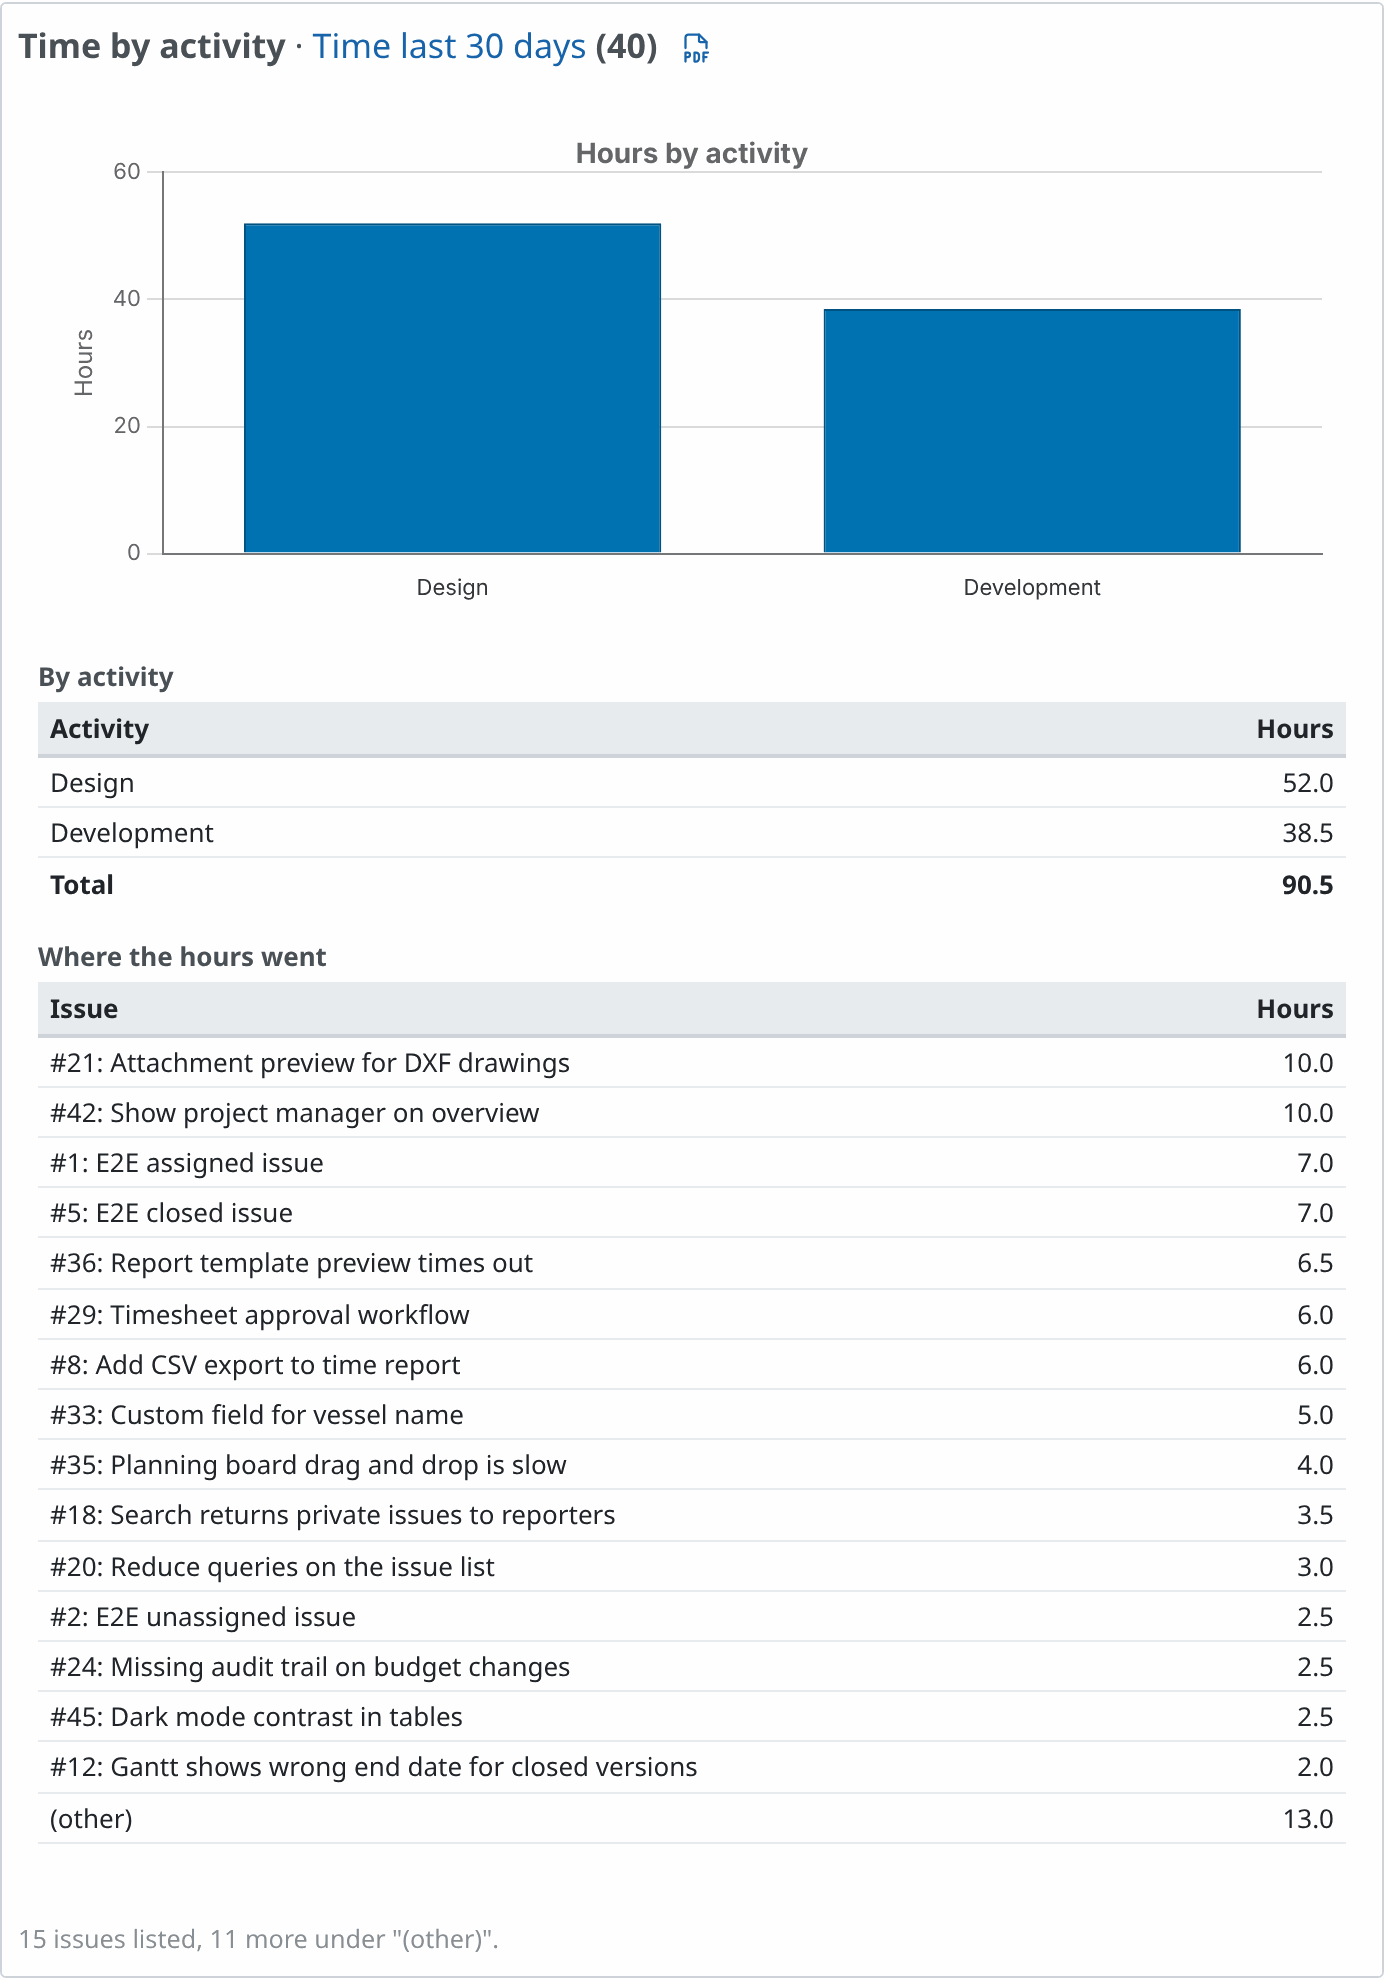 Time by activity · Time last 30 days (40) PDF
Hours by activity
60
40
20
0
Hours
Design Development
By activity
Activity Hours
Design 52.0
Development 38.5
Total 90.5
Where the hours went
Issue Hours
#21: Attachment preview for DXF drawings 10.0
#42: Show project manager on overview 10.0
#1: E2E assigned issue 7.0
#5: E2E closed issue 7.0
#36: Report template preview times out 6.5
#29: Timesheet approval workflow 6.0
#8: Add CSV export to time report 6.0
#33: Custom field for vessel name 5.0
#35: Planning board drag and drop is slow 4.0
#18: Search returns private issues to reporters 3.5
#20: Reduce queries on the issue list 3.0
#2: E2E unassigned issue 2.5
#24: Missing audit trail on budget changes 2.5
#45: Dark mode contrast in tables 2.5
#12: Gantt shows wrong end date for closed versions 2.0
(other) 13.0
15 issues listed, 11 more under "(other)".